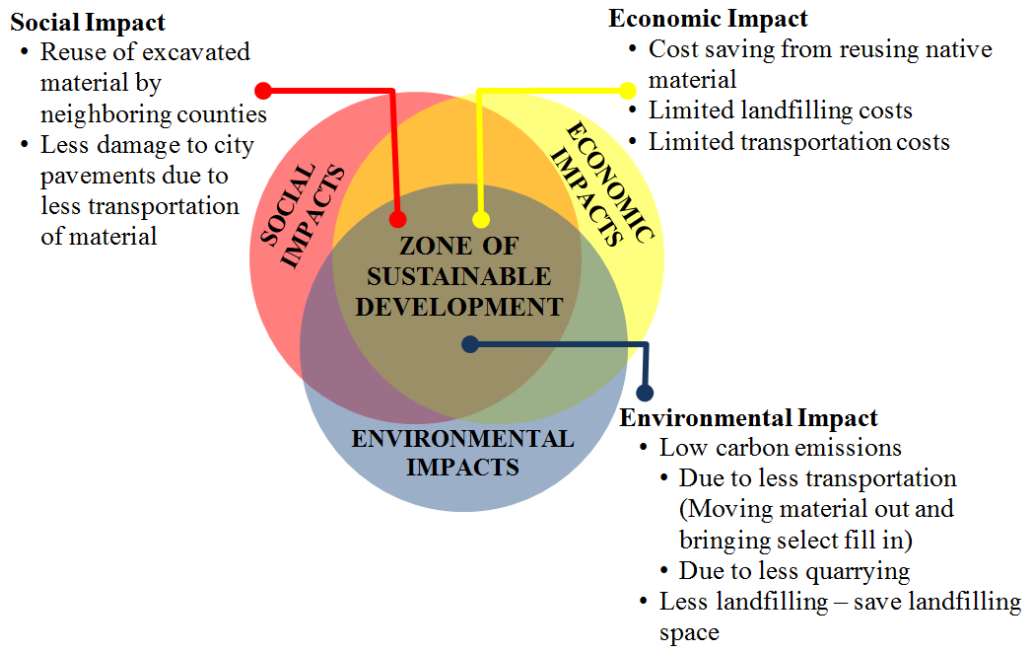 Social Impact
• Reuse of excavated
material by
neighboring counties
• Less damage to city
pavements due to
less transportation
of material
Economic Impact
• Cost saving from reusing native
material
• Limited landfilling costs
• Limited transportation costs
SOCIAL
IMPACTS
ECONOMIC
IMPACTS
ZONE OF
SUSTAINABLE
DEVELOPMENT
ENVIRONMENTAL
IMPACTS
Environmental Impact
• Low carbon emissions
• Due to less transportation
(Moving material out and
bringing select fill in)
• Due to less quarrying
• Less landfilling – save landfilling
space